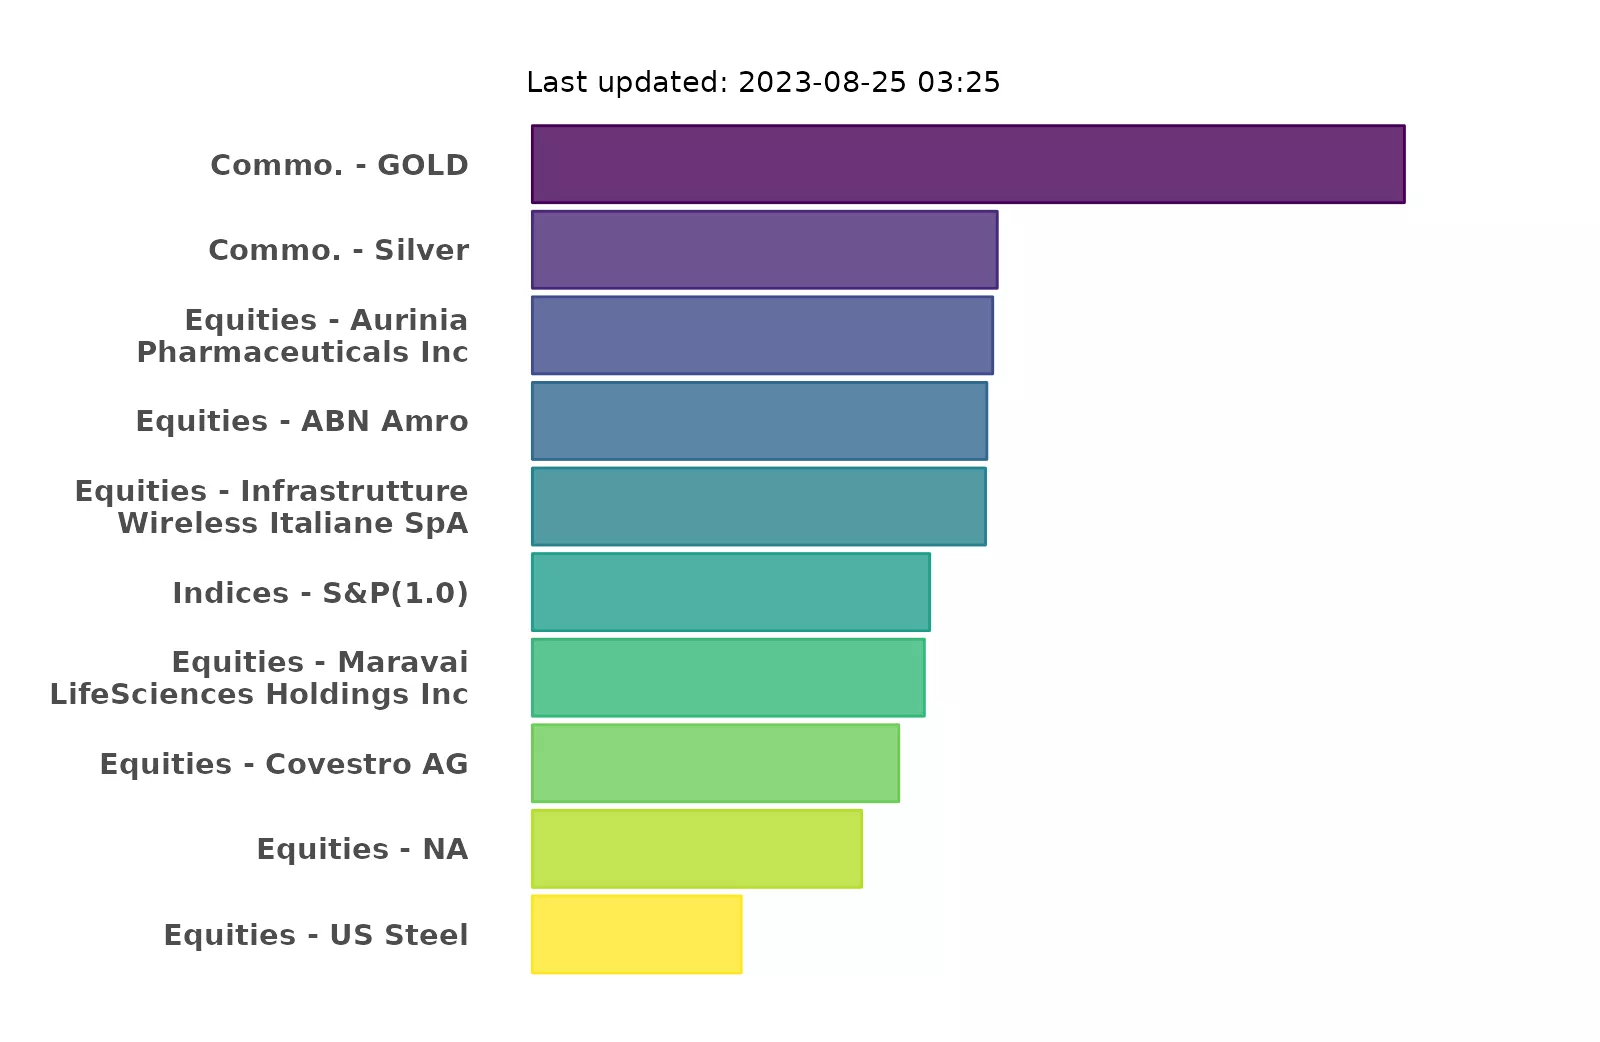 Last updated: 2023-08-25 03:25
Commo. - GOLD
Commo. - Silver
Equities - Aurinia
Pharmaceuticals Inc
Equities - ABN Amro
Equities - Infrastrutture
Wireless Italiane SpA
Indices - S&P(1.0)
Equities - Maravai
LifeSciences Holdings Inc
Equities - Covestro AG
Equities - NA
Equities - US Steel